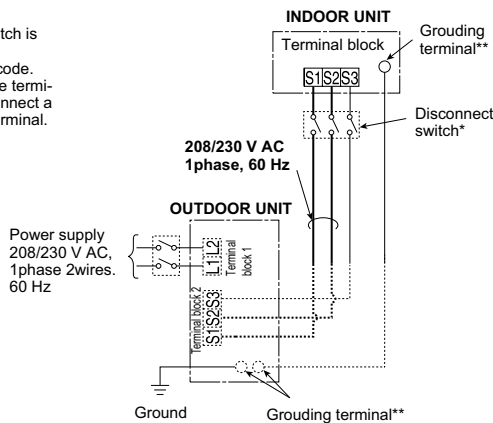 tch is
code.
e termi-
nnect a
rminal.
INDOOR UNIT
Terminal block
Grouding
terminal**
S1 S2 S3
Disconnect
switch*
208/230 V AC
1phase, 60 Hz
OUTDOOR UNIT
Power supply
208/230 V AC,
1phase 2wires.
60 Hz
L1 L2
Terminal
block 1
Terminal block 2
S1 S2 S3
Ground
Grouding terminal**